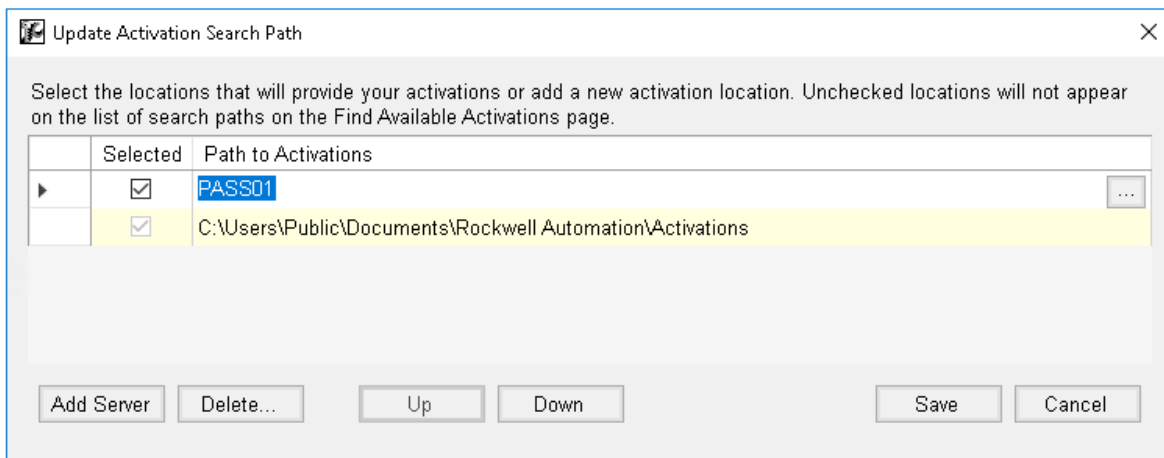 Update Activation Search Path
Select the locations that will provide your activations or add a new activation location. Unchecked locations will not appear
on the list of search paths on the Find Available Activations page.
Selected Path to Activations
PASS01 ...
C:\Users\Public\Documents\Rockwell Automation\Activations
Add Server Delete... Up Down Save Cancel